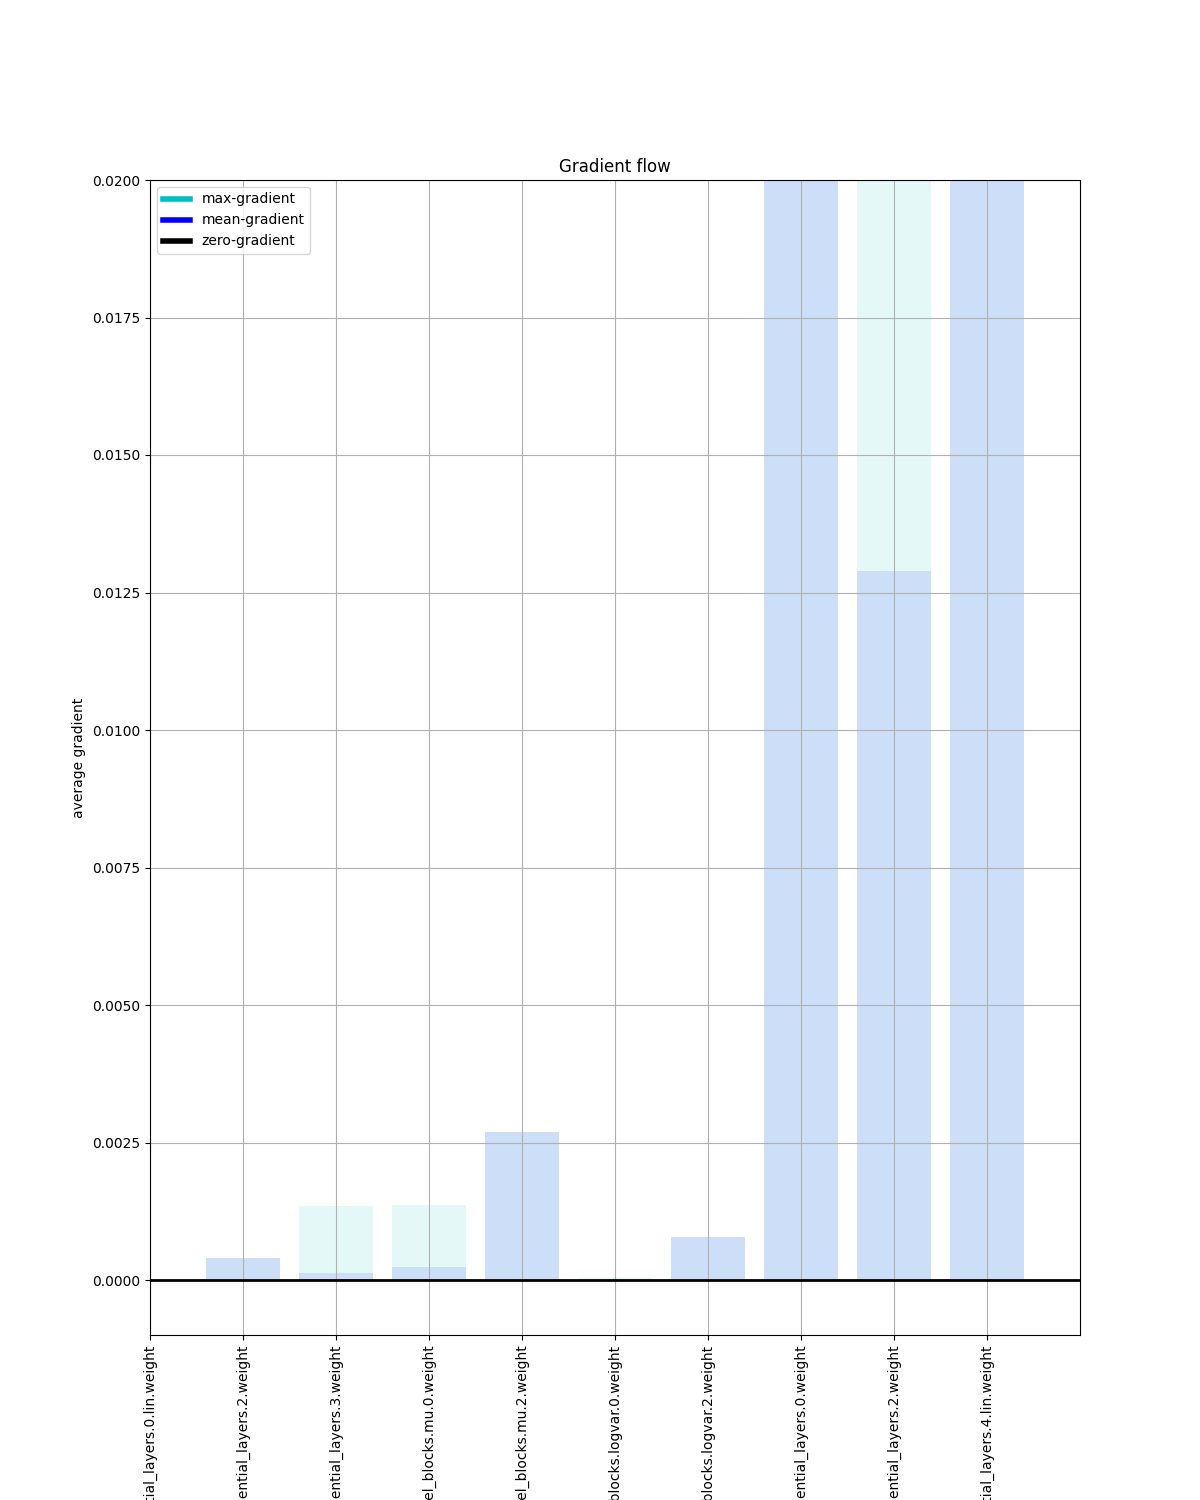 Gradient flow
max-gradient
mean-gradient
zero-gradient
0.0200
0.0175
0.0150
0.0125
0.0100
0.0075
0.0050
0.0025
0.0000
average gradient
tial_layers.0.lin.weight
ential_layers.2.weight
ential_layers.3.weight
el_blocks.mu.0.weight
el_blocks.mu.2.weight
blocks.logvar.0.weight
blocks.logvar.2.weight
ential_layers.0.weight
ential_layers.2.weight
tial_layers.4.lin.weight